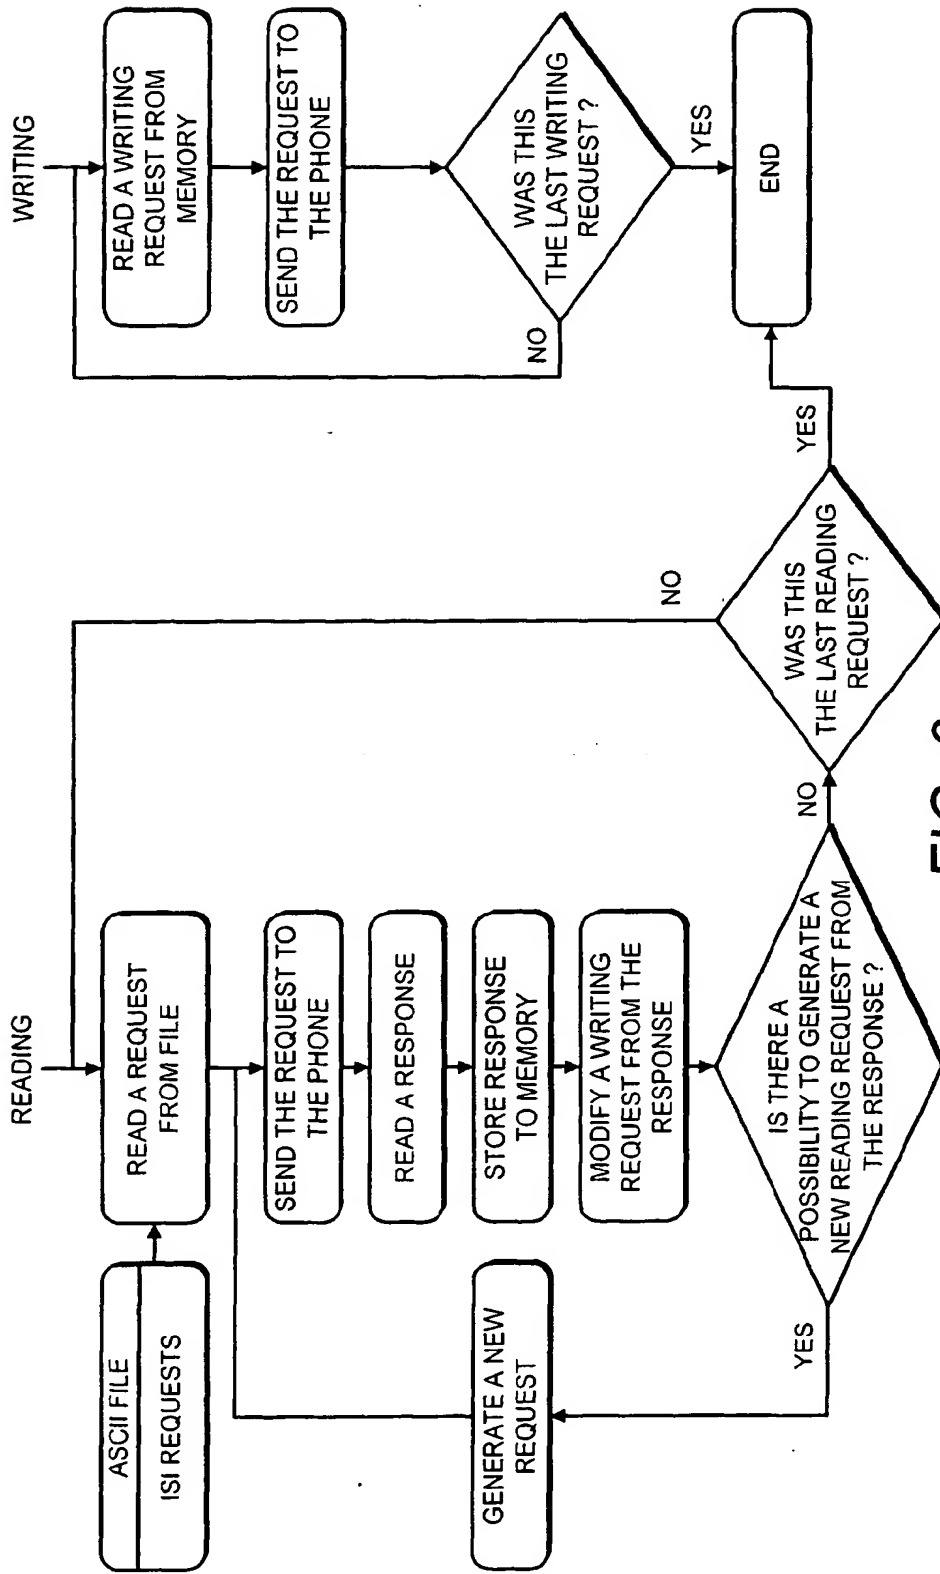 READING
ASCII FILE
ISI REQUESTS
READ A REQUEST
FROM FILE
SEND THE REQUEST TO
THE PHONE
READ A RESPONSE
STORE RESPONSE
TO MEMORY
MODIFY A WRITING
REQUEST FROM THE
RESPONSE
GENERATE A NEW
REQUEST
IS THERE A
POSSIBILITY TO GENERATE A
NEW READING REQUEST FROM
THE RESPONSE ?
YES
NO
WAS THIS
THE LAST READING
REQUEST ?
NO
YES
WRITING
READ A WRITING
REQUEST FROM
MEMORY
SEND THE REQUEST TO
THE PHONE
WAS THIS
THE LAST WRITING
REQUEST ?
NO
YES
END
FIG.